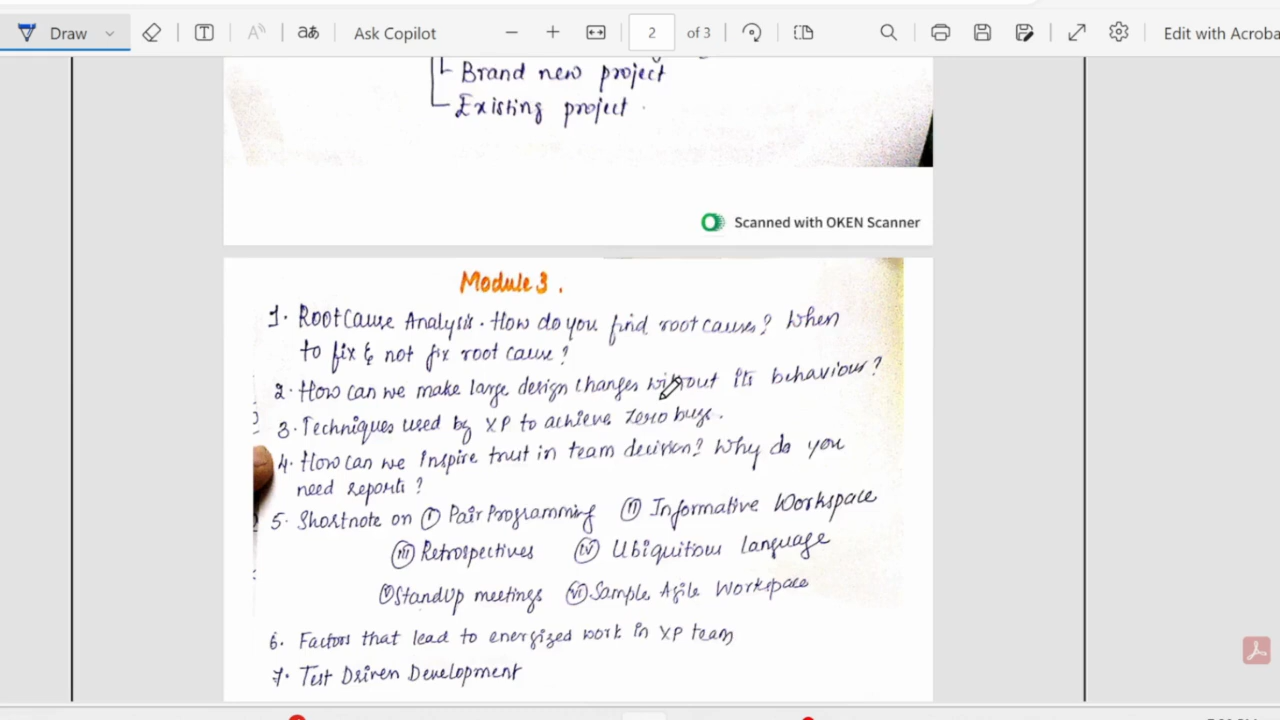 Draw
aあ
Ask Copilot
2 of 3
Edit with Acroba
Brand new project
Existing project
Scanned with OKEN Scanner
Module 3.
1. RootCause Analysis. How do you find root causes? When
to fix & not fix root cause?
2. How can we make large design changes without its behaviour?
3. Techniques used by XP to achieve zero bugs.
4. How can we inspire trust in team decision? Why do you
need reports?
5. Shortnote on (i) Pair Programming (ii) Informative Workspace
(iii) Retrospectives (iv) Ubiquitous language
(v) StandUp meetings (vi) Sample Agile Workspace
6. Factors that lead to energized work in XP team
7. Test Driven Development